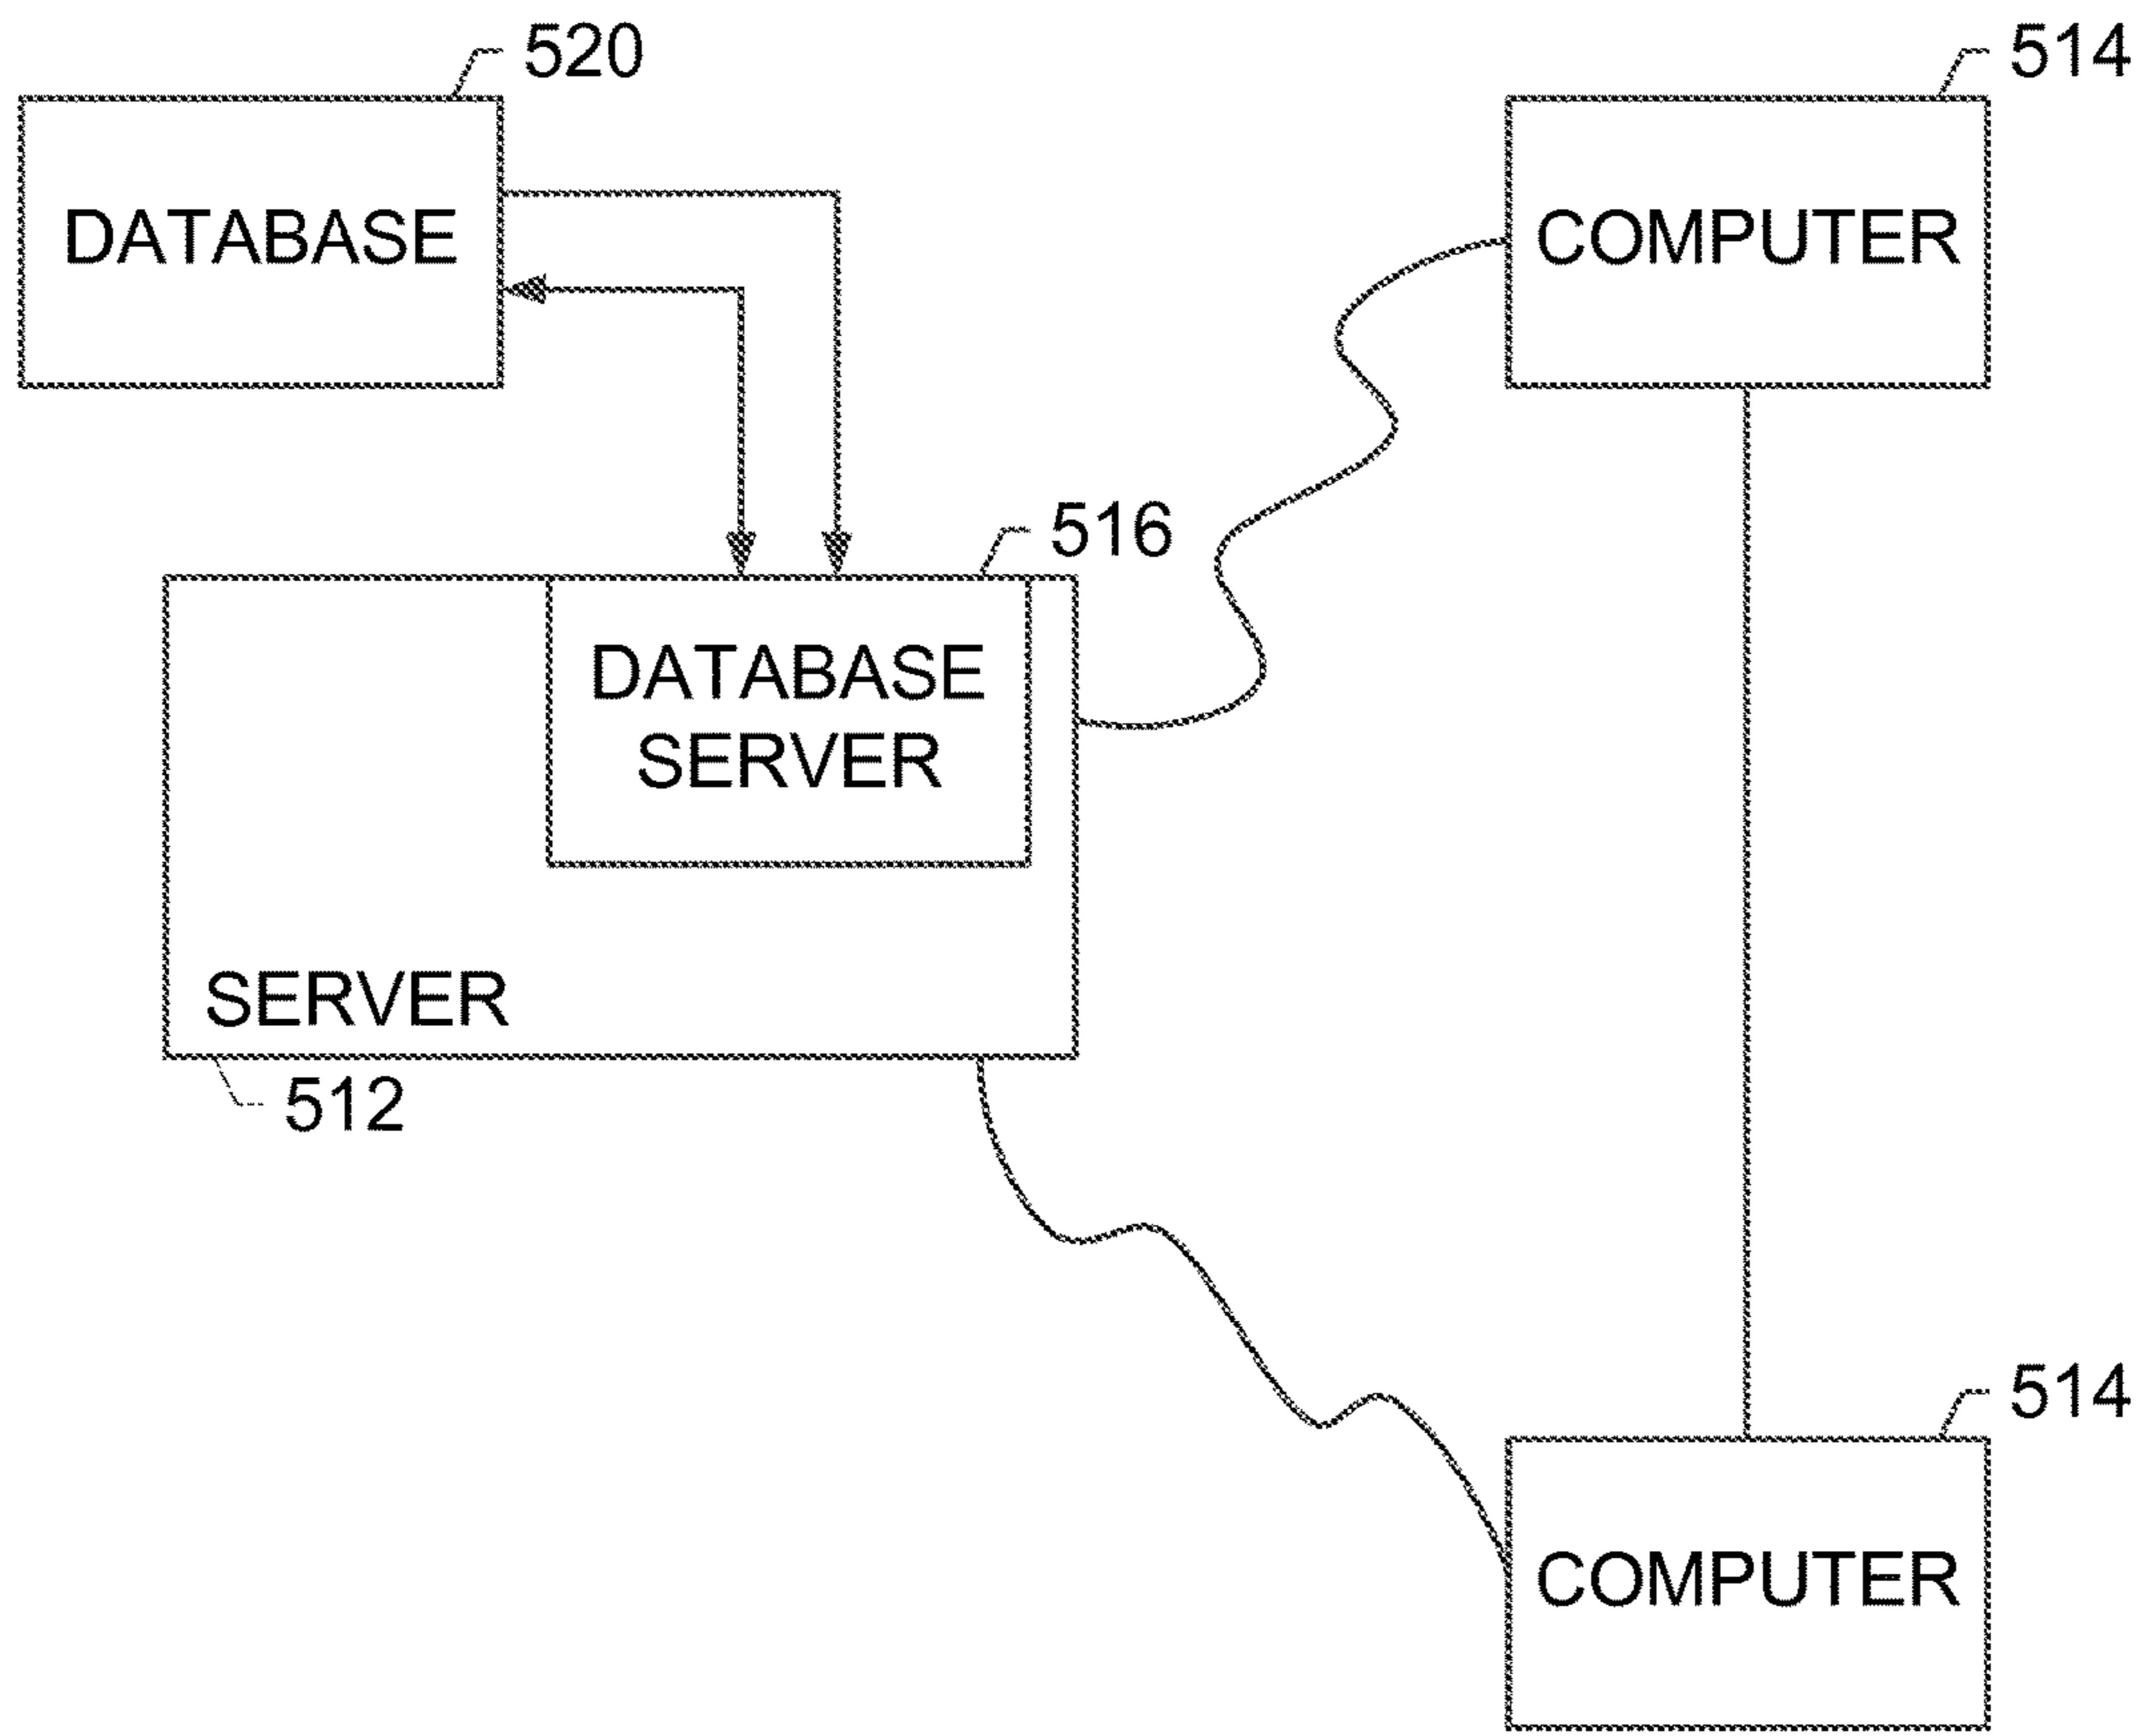 520
514
DATABASE
COMPUTER
516
DATABASE
SERVER
SERVER
512
514
COMPUTER